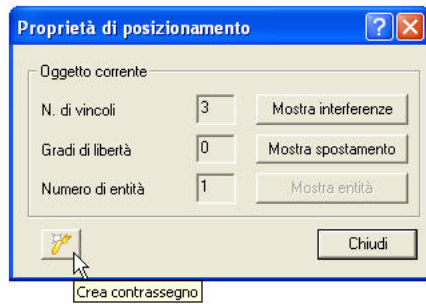 Proprietà di posizionamento
Oggetto corrente
N. di vincoli 3 Mostra interferenze
Gradi di libertà 0 Mostra spostamento
Numero di entità 1 Mostra entità
Chiudi
Crea contrassegno